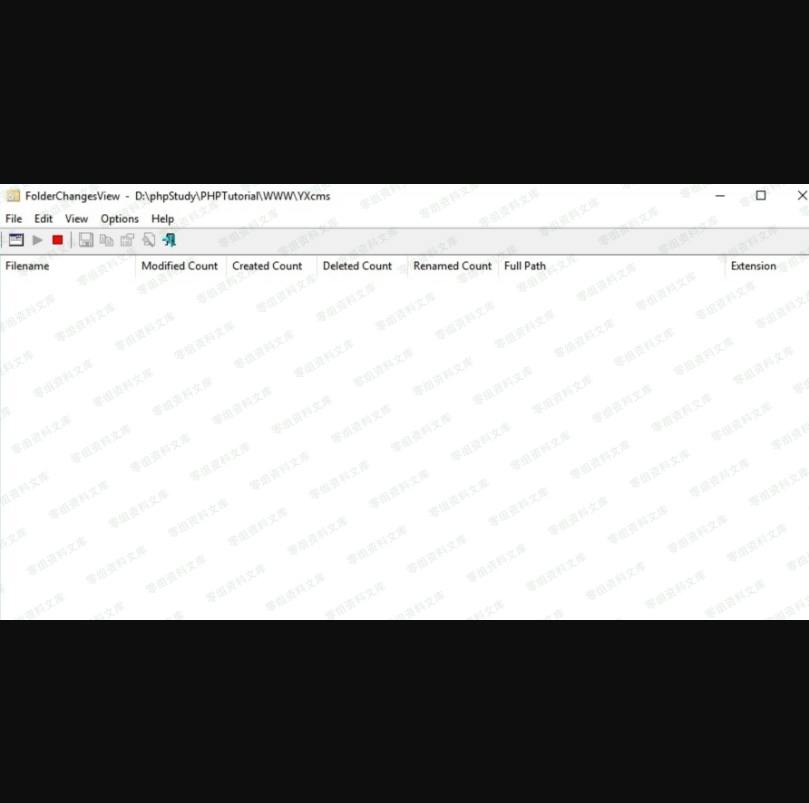 FolderChangesView - D:\phpStudy\PHPTutorial\WWW\YXcms
File Edit View Options Help
Filename Modified Count Created Count Deleted Count Renamed Count Full Path Extension
零组资料文库